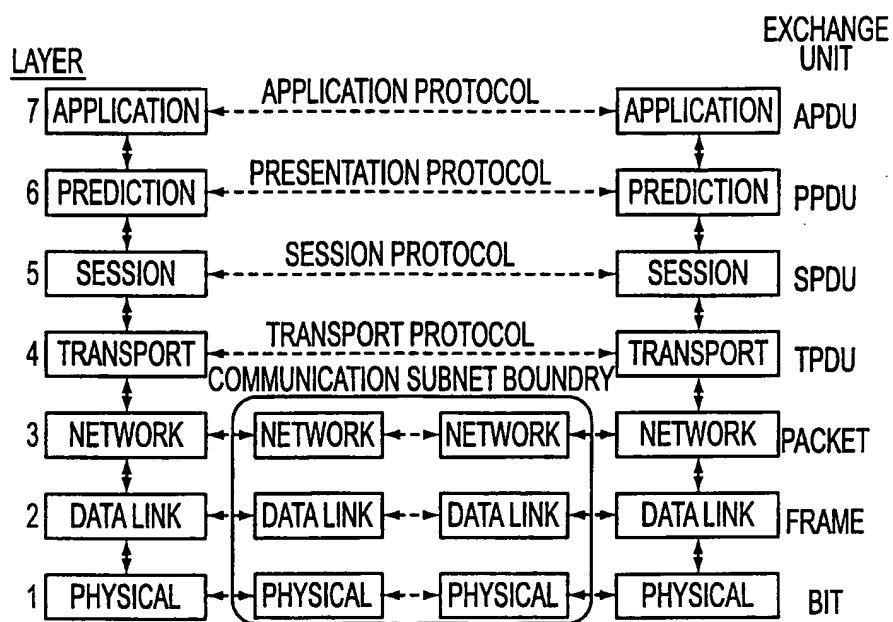 EXCHANGE
UNIT
LAYER
7 APPLICATION APPLICATION PROTOCOL APPLICATION APDU
6 PREDICTION PRESENTATION PROTOCOL PREDICTION PPDU
5 SESSION SESSION PROTOCOL SESSION SPDU
4 TRANSPORT TRANSPORT PROTOCOL TRANSPORT TPDU
COMMUNICATION SUBNET BOUNDRY
3 NETWORK NETWORK NETWORK NETWORK PACKET
2 DATA LINK DATA LINK DATA LINK DATA LINK FRAME
1 PHYSICAL PHYSICAL PHYSICAL PHYSICAL BIT